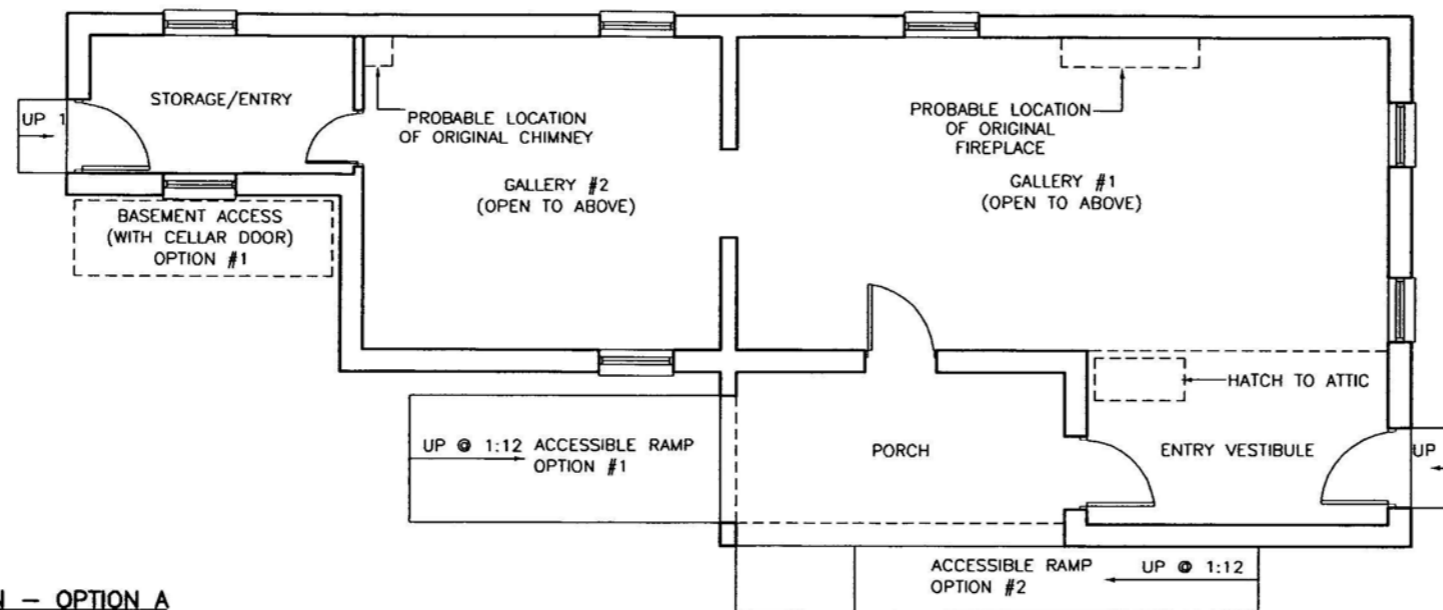 STORAGE/ENTRY
UP 1
PROBABLE LOCATION
OF ORIGINAL CHIMNEY
PROBABLE LOCATION
OF ORIGINAL
FIREPLACE
GALLERY #2
(OPEN TO ABOVE)
GALLERY #1
(OPEN TO ABOVE)
BASEMENT ACCESS
(WITH CELLAR DOOR)
OPTION #1
HATCH TO ATTIC
UP @ 1:12 ACCESSIBLE RAMP
OPTION #1
PORCH
ENTRY VESTIBULE
UP
ACCESSIBLE RAMP
OPTION #2
UP @ 1:12
N – OPTION A